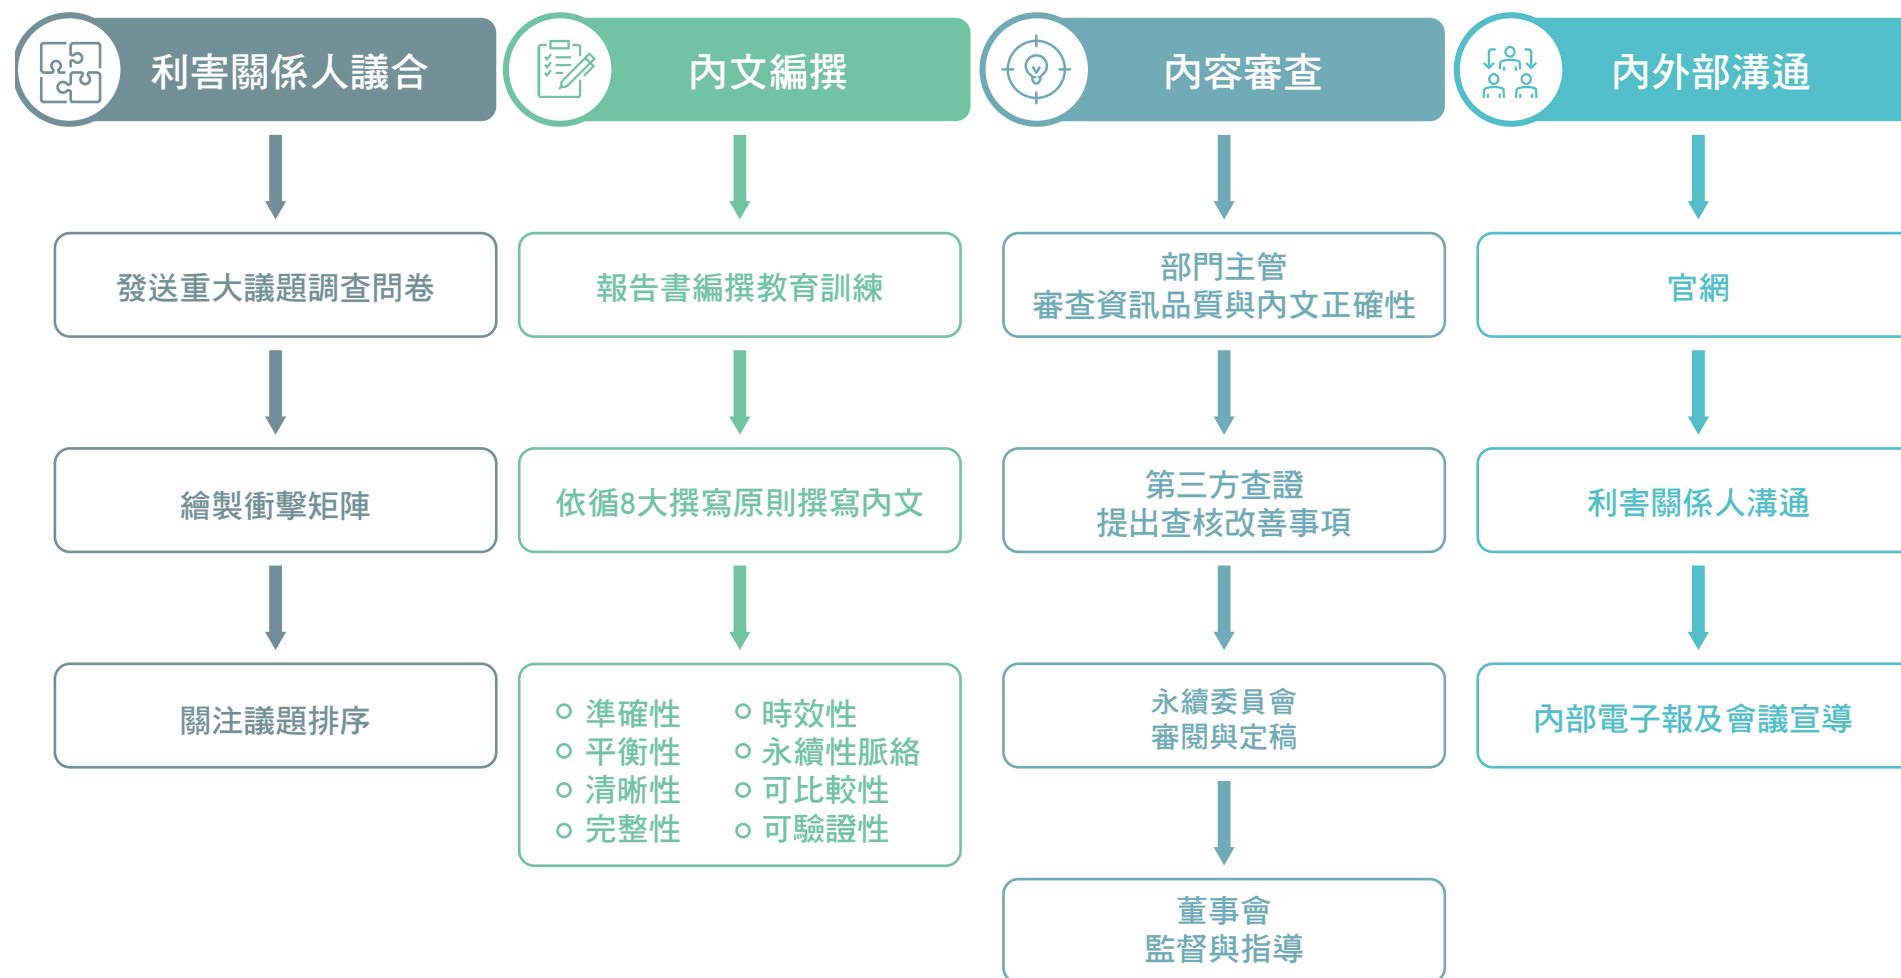 利害關係人議合
發送重大議題調查問卷
繪製衝擊矩陣
關注議題排序
內文編撰
報告書編撰教育訓練
依循8大撰寫原則撰寫內文
準確性
平衡性
清晰性
完整性
時效性
永續性脈絡
可比較性
可驗證性
內容審查
部門主管
審查資訊品質與內文正確性
第三方查證
提出查核改善事項
永續委員會
審閱與定稿
董事會
監督與指導
內外部溝通
官網
利害關係人溝通
內部電子報及會議宣導